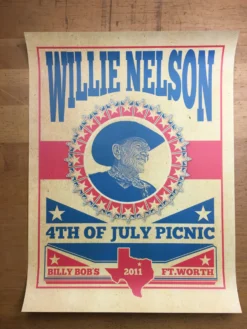 WILLIE NELSON
4TH OF JULY PICNIC
BILLY BOB'S 2011 FT. WORTH